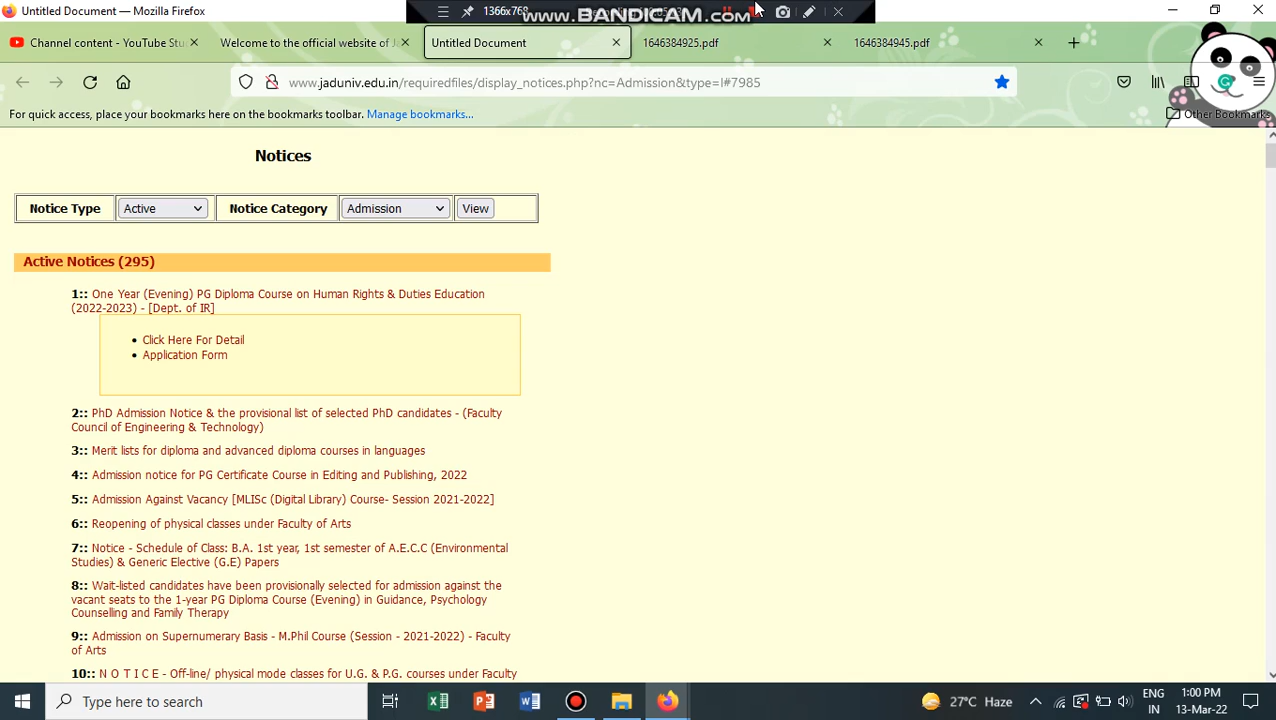 Untitled Document — Mozilla Firefox
1366x768
www.BANDICAM.com
Channel content - YouTube Stu
Welcome to the official website of J
Untitled Document
1646384925.pdf
1646384945.pdf
www.jaduniv.edu.in/requiredfiles/display_notices.php?nc=Admission&type=I#7985
For quick access, place your bookmarks here on the bookmarks toolbar. Manage bookmarks...
Other Bookmarks
Notices
Notice Type Active Notice Category Admission View
Active Notices (295)
1:: One Year (Evening) PG Diploma Course on Human Rights & Duties Education
(2022-2023) - [Dept. of IR]
Click Here For Detail
Application Form
2:: PhD Admission Notice & the provisional list of selected PhD candidates - (Faculty
Council of Engineering & Technology)
3:: Merit lists for diploma and advanced diploma courses in languages
4:: Admission notice for PG Certificate Course in Editing and Publishing, 2022
5:: Admission Against Vacancy [MLISc (Digital Library) Course- Session 2021-2022]
6:: Reopening of physical classes under Faculty of Arts
7:: Notice - Schedule of Class: B.A. 1st year, 1st semester of A.E.C.C (Environmental
Studies) & Generic Elective (G.E) Papers
8:: Wait-listed candidates have been provisionally selected for admission against the
vacant seats to the 1-year PG Diploma Course (Evening) in Guidance, Psychology
Counselling and Family Therapy
9:: Admission on Supernumerary Basis - M.Phil Course (Session - 2021-2022) - Faculty
of Arts
10:: N O T I C E - Off-line/ physical mode classes for U.G. & P.G. courses under Faculty
Type here to search
27°C Haze
ENG
IN
1:00 PM
13-Mar-22